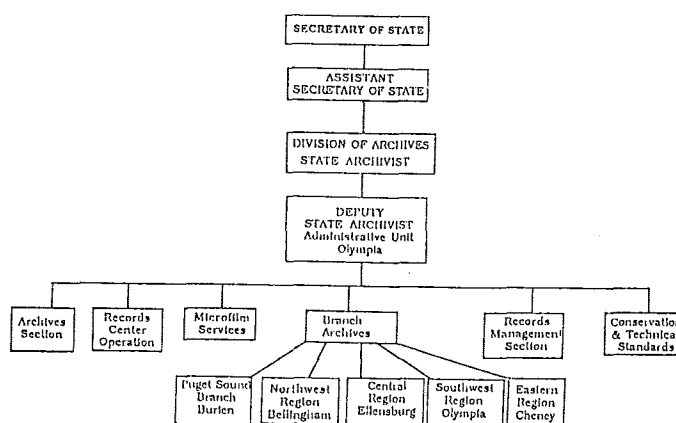 SECRETARY OF STATE
ASSISTANT
SECRETARY OF STATE
DIVISION OF ARCHIVES
STATE ARCHIVIST
DEPUTY
STATE ARCHIVIST
Administrative Unit
Olympia
Archives
Section
Records
Center
Operation
Microfilm
Services
Branch
Archives
Records
Management
Section
Conservation
& Technical
Standards
Puget Sound
Branch
Burien
Northwest
Region
Bellingham
Central
Region
Ellensburg
Southwest
Region
Olympia
Eastern
Region
Cheney